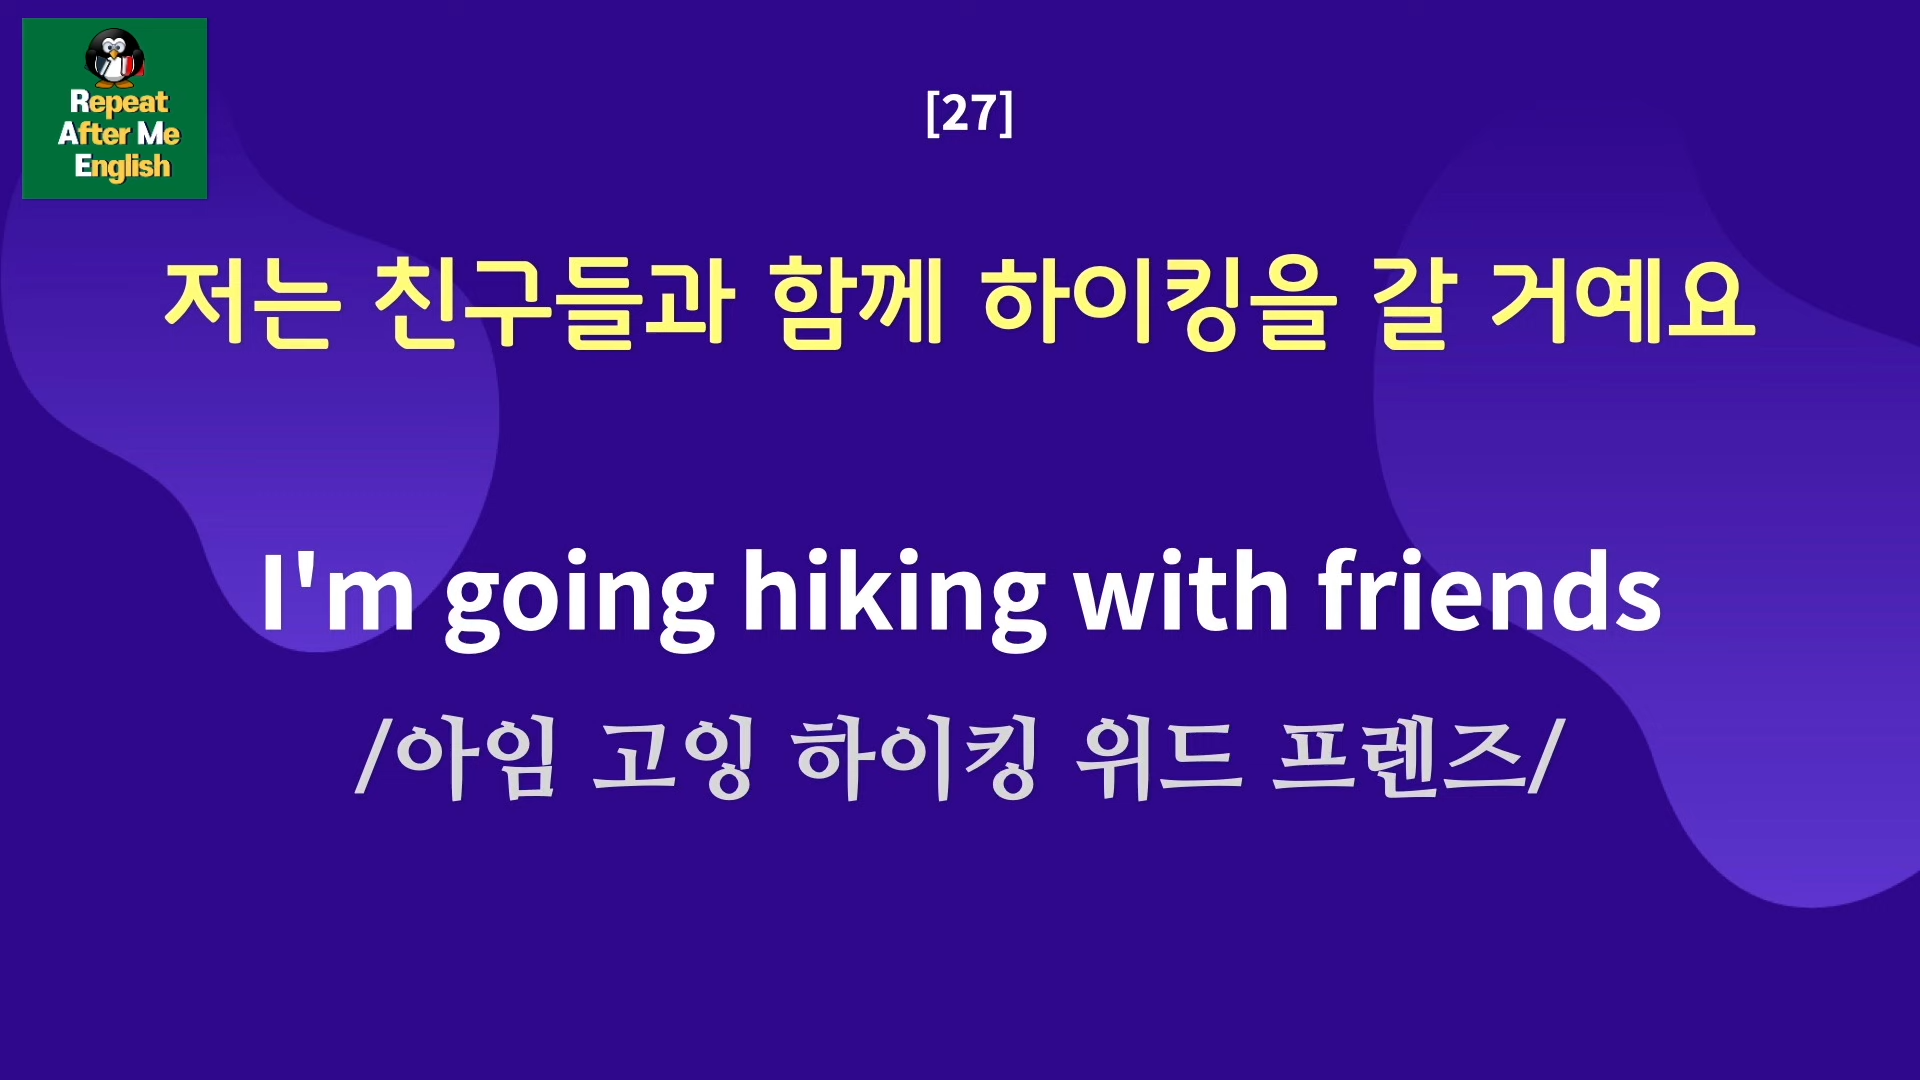 Repeat
After Me
English
[27]
저는 친구들과 함께 하이킹을 갈 거예요
I'm going hiking with friends
/아임 고잉 하이킹 위드 프렌즈/